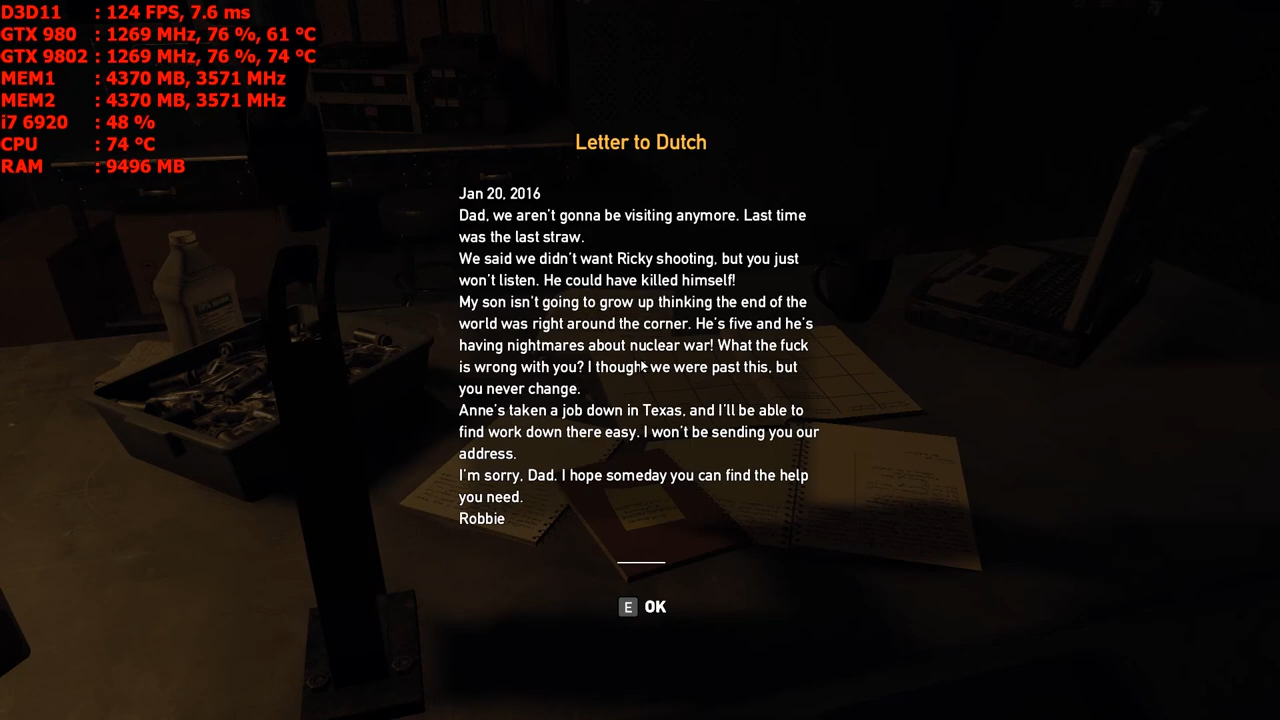 D3D11 : 124 FPS, 7.6 ms
GTX 980 : 1269 MHz, 76 %, 61 °C
GTX 9802 : 1269 MHz, 76 %, 74 °C
MEM1 : 4370 MB, 3571 MHz
MEM2 : 4370 MB, 3571 MHz
i7 6920 : 48 %
CPU : 74 °C
RAM : 9496 MB
Letter to Dutch
Jan 20, 2016
Dad, we aren't gonna be visiting anymore. Last time
was the last straw.
We said we didn't want Ricky shooting, but you just
won't listen. He could have killed himself!
My son isn't going to grow up thinking the end of the
world was right around the corner. He's five and he's
having nightmares about nuclear war! What the fuck
is wrong with you? I thought we were past this, but
you never change.
Anne's taken a job down in Texas, and I'll be able to
find work down there easy. I won't be sending you our
address.
I'm sorry, Dad. I hope someday you can find the help
you need.
Robbie
E OK